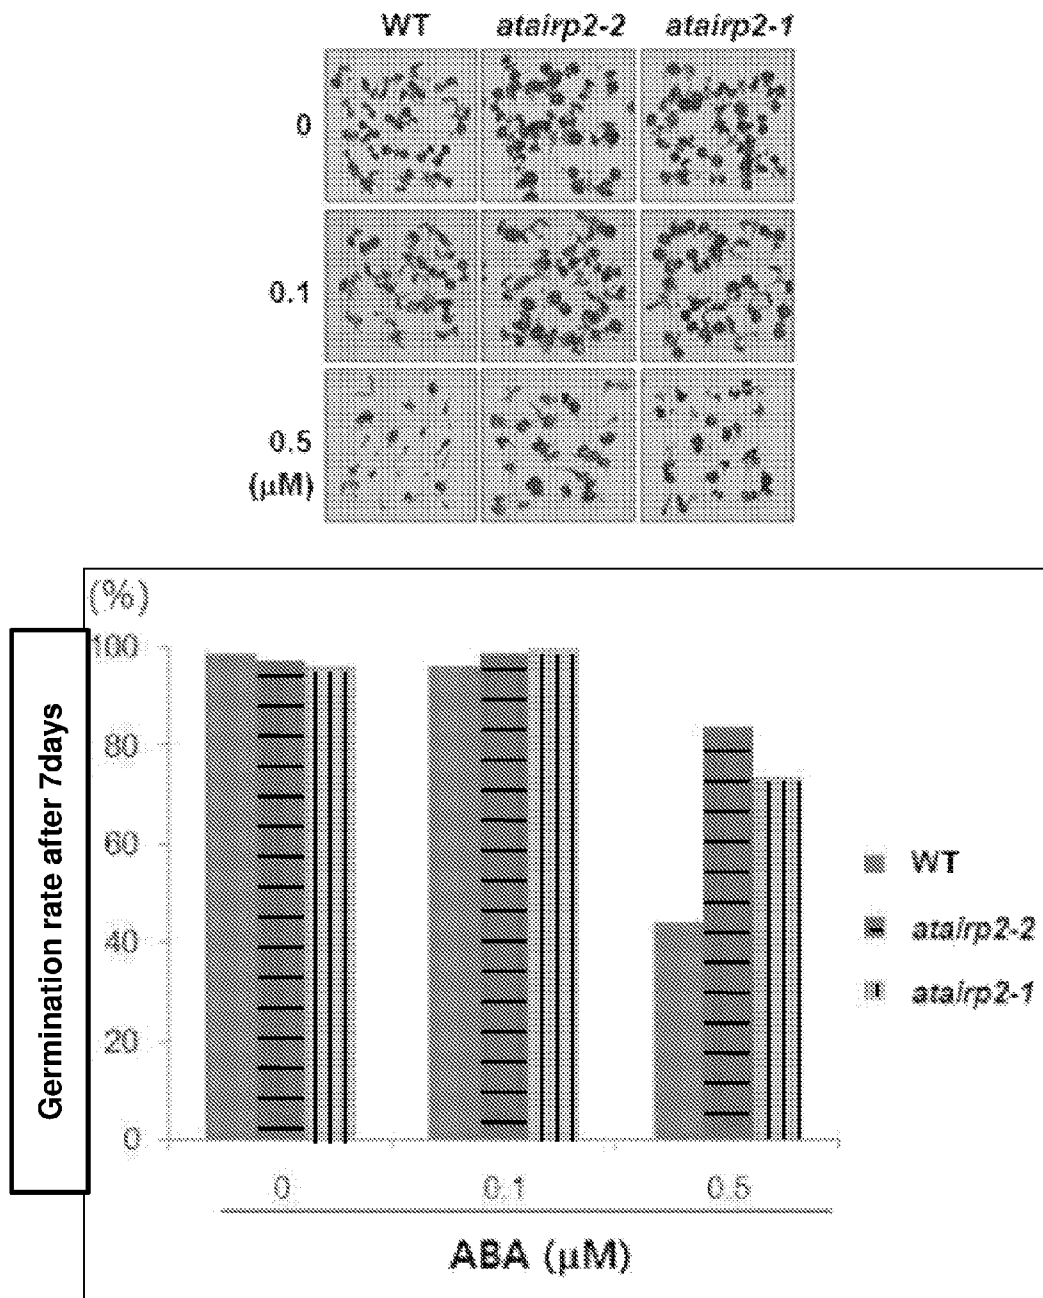 WT atairp2-2 atairp2-1
0
0.1
0.5
(μM)
(%)
Germination rate after 7days
100
80
60
40
20
0
0 0.1 0.5
ABA (μM)
WT
atairp2-2
atairp2-1